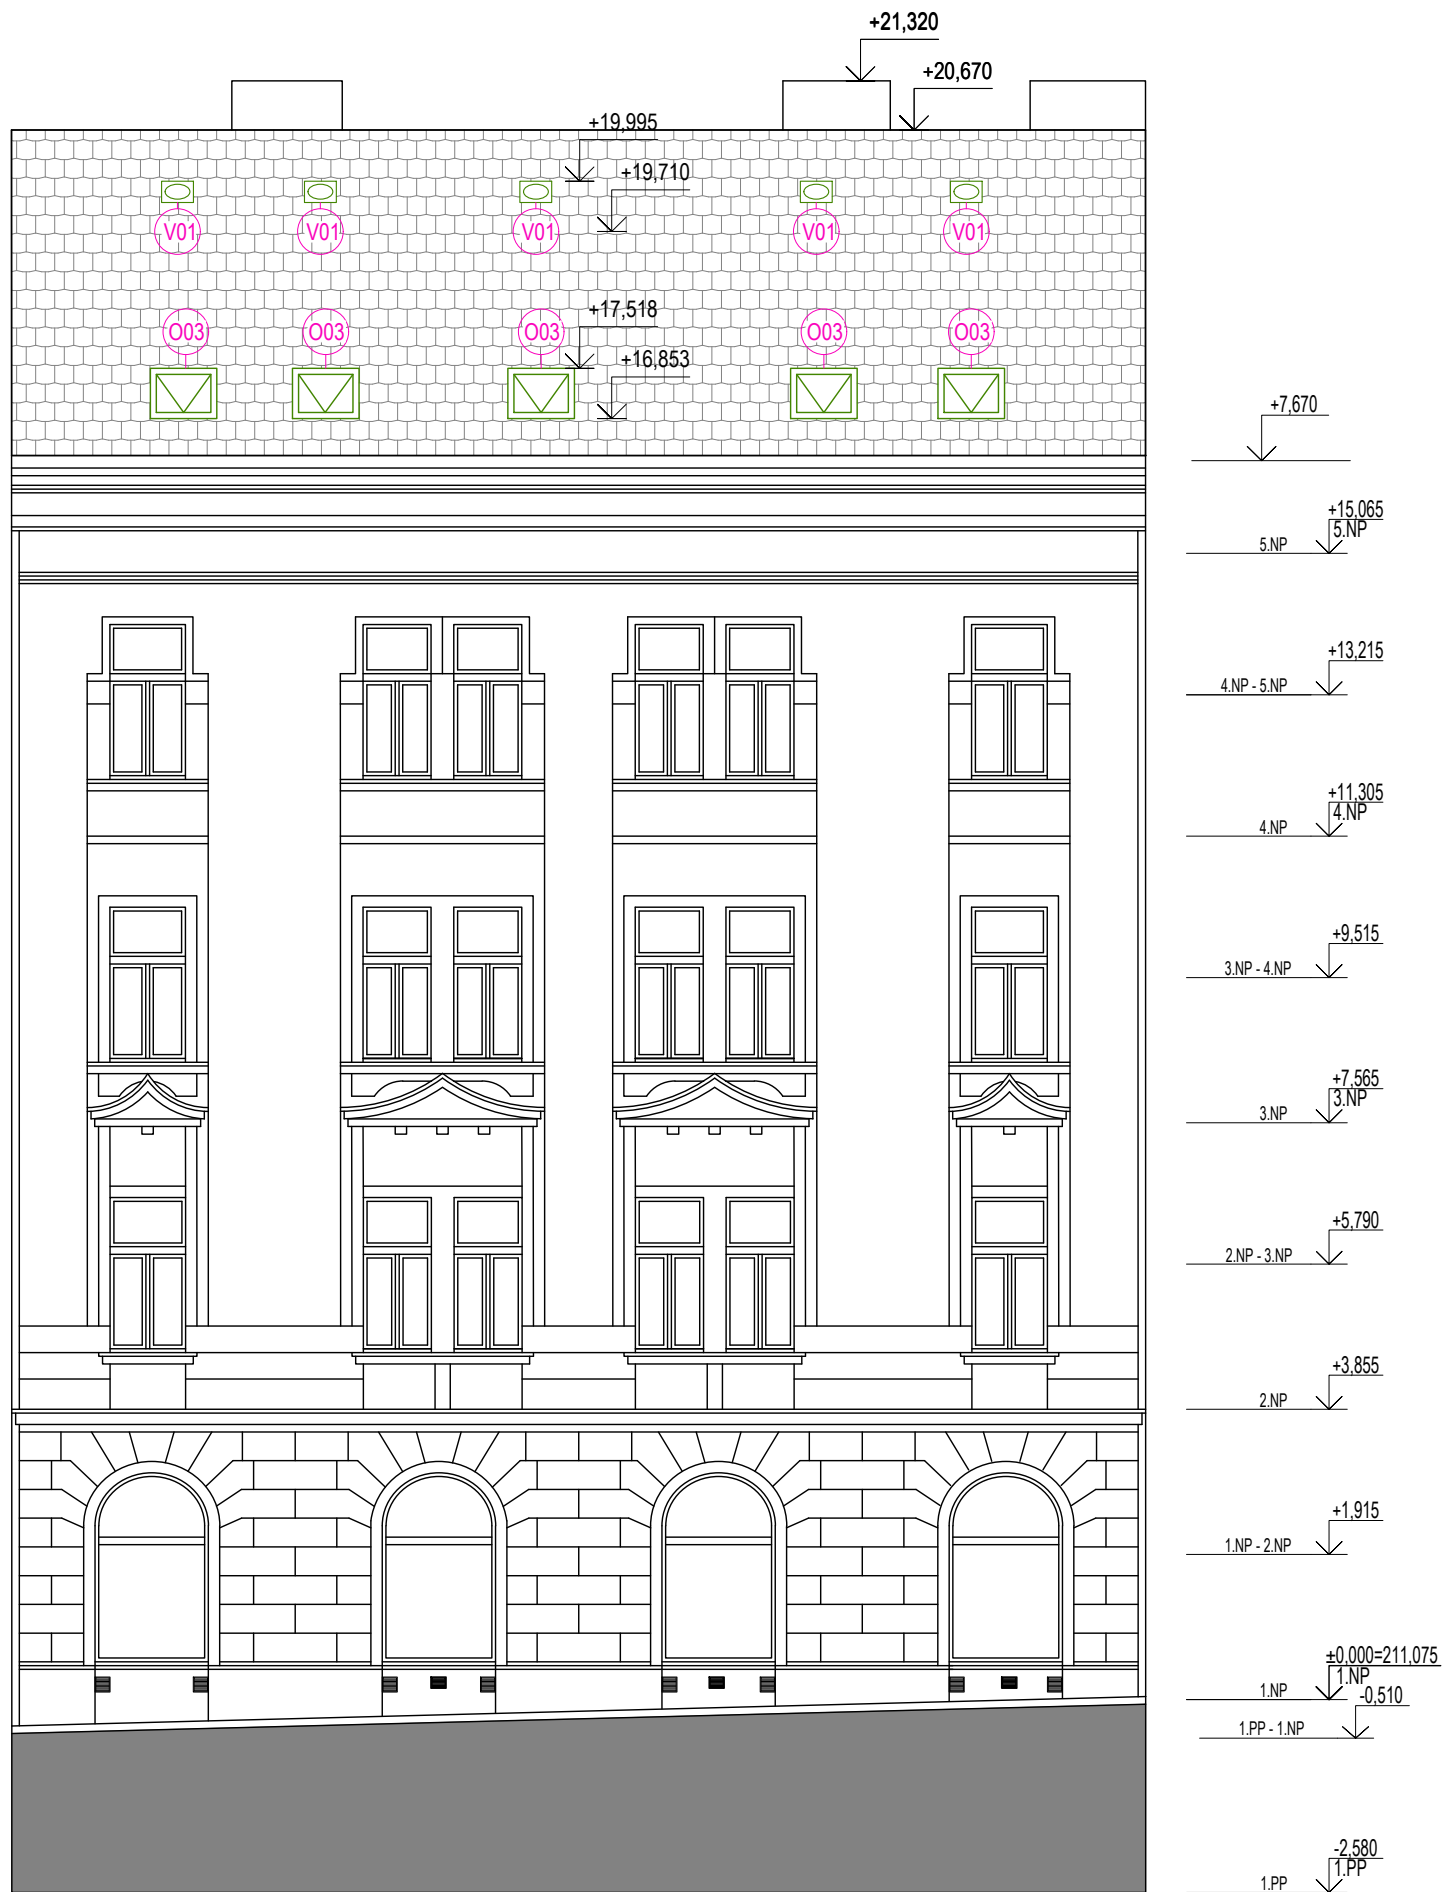 +21,320
+20,670
+19,995
+19,710
V01 V01 V01 V01 V01
+17,518
O03 O03 O03 O03 O03
+16,853
+7,670
+15,065
5.NP 5.NP
+13,215
4.NP - 5.NP
+11,305
4.NP 4.NP
+9,515
3.NP - 4.NP
+7,565
3.NP 3.NP
+5,790
2.NP - 3.NP
+3,855
2.NP
+1,915
1.NP - 2.NP
±0,000=211,075
1.NP 1.NP
-0,510
1.PP - 1.NP
-2,580
1.PP 1.PP